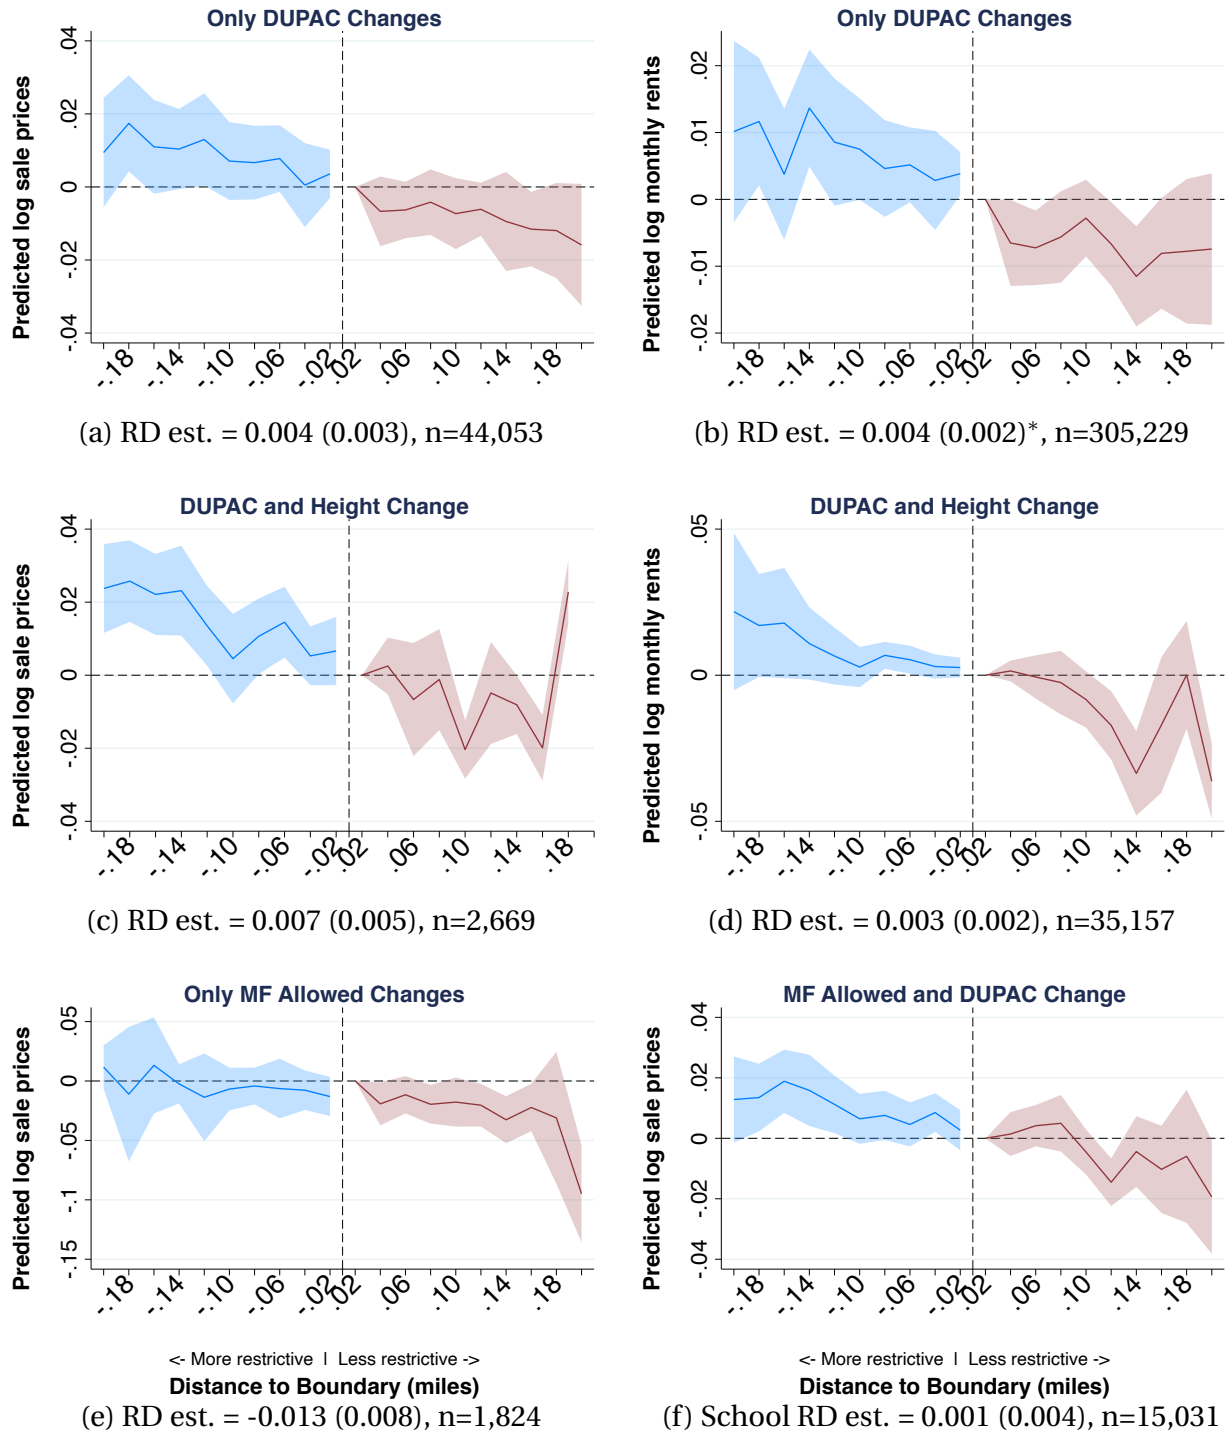 Only DUPAC Changes
Predicted log sale prices
.04
.02
0
-.02
-.04
-.18 -.14 -.10 -.06 -.02 .02 .06 .10 .14 .18
(a) RD est. = 0.004 (0.003), n=44,053
Only DUPAC Changes
Predicted log monthly rents
.02
.01
0
-.01
-.02
-.18 -.14 -.10 -.06 -.02 .02 .06 .10 .14 .18
(b) RD est. = 0.004 (0.002)*, n=305,229
DUPAC and Height Change
Predicted log sale prices
.04
.02
0
-.02
-.04
-.18 -.14 -.10 -.06 -.02 .02 .06 .10 .14 .18
(c) RD est. = 0.007 (0.005), n=2,669
DUPAC and Height Change
Predicted log monthly rents
.05
0
-.05
-.18 -.14 -.10 -.06 -.02 .02 .06 .10 .14 .18
(d) RD est. = 0.003 (0.002), n=35,157
Only MF Allowed Changes
Predicted log sale prices
.05
0
-.05
-.1
-.15
-.18 -.14 -.10 -.06 -.02 .02 .06 .10 .14 .18
<- More restrictive | Less restrictive ->
Distance to Boundary (miles)
(e) RD est. = -0.013 (0.008), n=1,824
MF Allowed and DUPAC Change
Predicted log sale prices
.04
.02
0
-.02
-.04
-.18 -.14 -.10 -.06 -.02 .02 .06 .10 .14 .18
<- More restrictive | Less restrictive ->
Distance to Boundary (miles)
(f) School RD est. = 0.001 (0.004), n=15,031